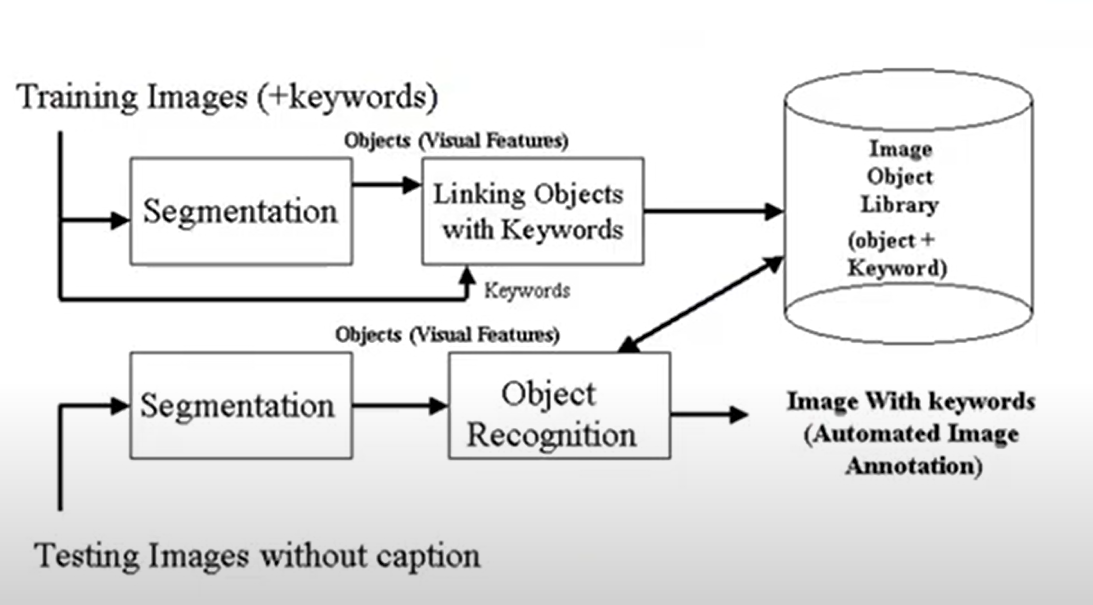 Training Images (+keywords)
Objects (Visual Features)
Segmentation
Linking Objects
with Keywords
Keywords
Image
Object
Library
(object +
Keyword)
Objects (Visual Features)
Segmentation
Object
Recognition
Image With keywords
(Automated Image
Annotation)
Testing Images without caption